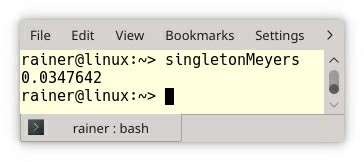 File Edit View Bookmarks Settings >
rainer@linux:~> singletonMeyers
0.0347642
rainer@linux:~>
rainer : bash